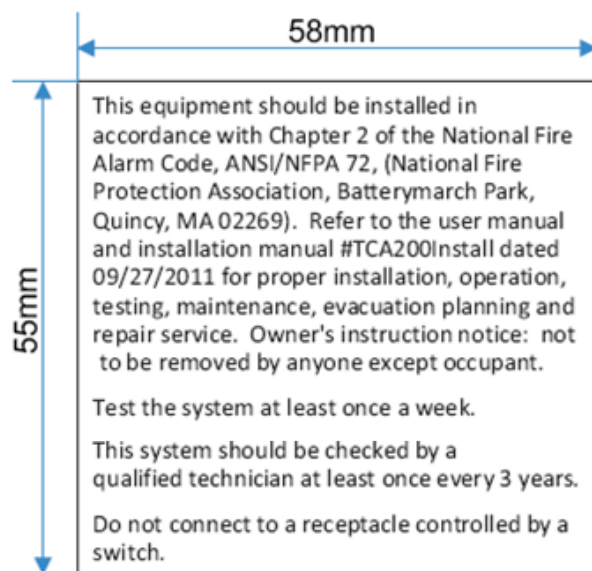 58mm
55mm
This equipment should be installed in
accordance with Chapter 2 of the National Fire
Alarm Code, ANSI/NFPA 72, (National Fire
Protection Association, Batterymarch Park,
Quincy, MA 02269).  Refer to the user manual
and installation manual #TCA200Install dated
09/27/2011 for proper installation, operation,
testing, maintenance, evacuation planning and
repair service.  Owner's instruction notice:  not
to be removed by anyone except occupant.
Test the system at least once a week.
This system should be checked by a
qualified technician at least once every 3 years.
Do not connect to a receptacle controlled by a
switch.